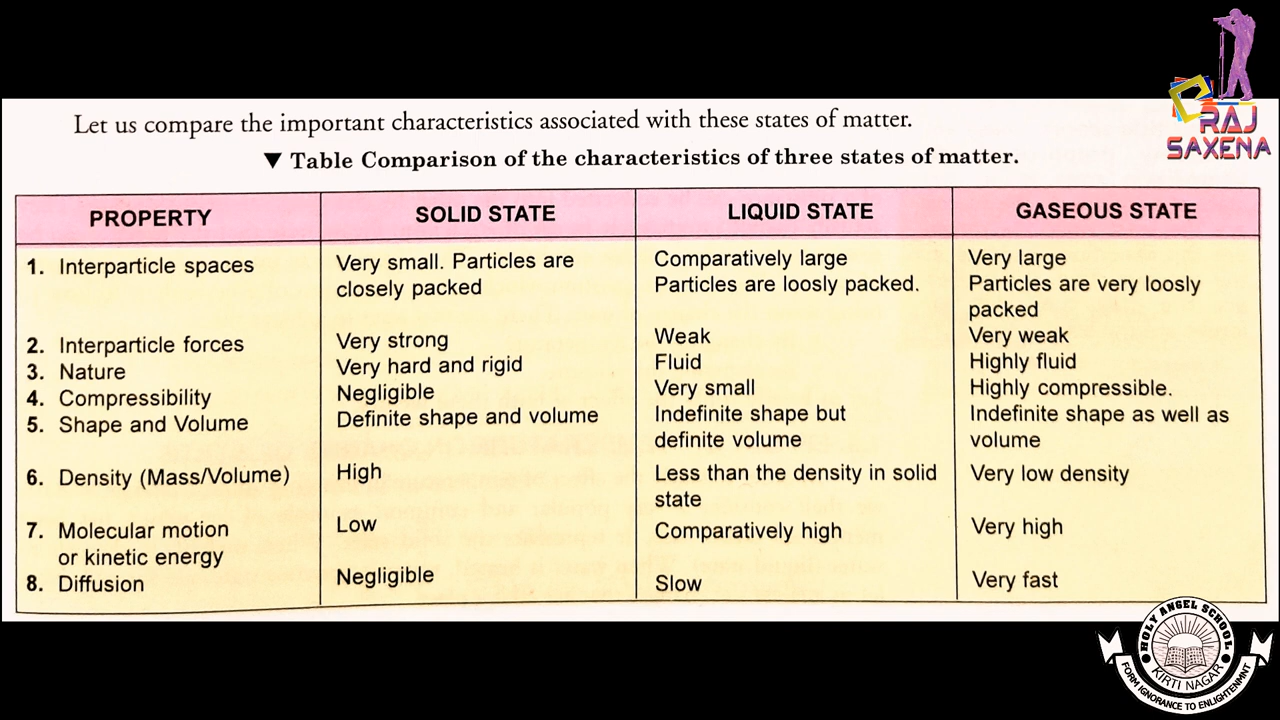 RAJ
SAXENA
Let us compare the important characteristics associated with these states of matter.
▼ Table Comparison of the characteristics of three states of matter.
PROPERTY SOLID STATE LIQUID STATE GASEOUS STATE
1. Interparticle spaces Very small. Particles are Comparatively large Very large
closely packed Particles are loosly packed. Particles are very loosly
packed
2. Interparticle forces Very strong Weak Very weak
3. Nature Very hard and rigid Fluid Highly fluid
4. Compressibility Negligible Very small Highly compressible.
5. Shape and Volume Definite shape and volume Indefinite shape but Indefinite shape as well as
definite volume volume
6. Density (Mass/Volume) High Less than the density in solid Very low density
state
7. Molecular motion Low Comparatively high Very high
or kinetic energy
8. Diffusion Negligible Slow Very fast
HOLY ANGEL SCHOOL
KIRTI NAGAR
FORM IGNORANCE TO ENLIGHTENMNT